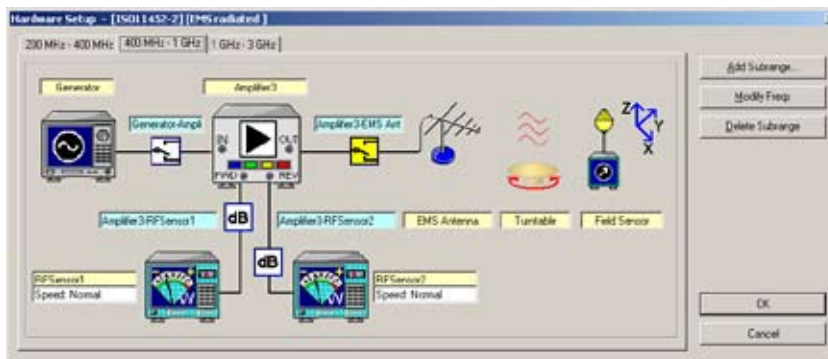 Hardware Setup - [ISO11452-2] [EMS radiated ]
200 MHz - 400 MHz
400 MHz - 1 GHz
1 GHz - 3 GHz
Add Subrange...
Modify Freq.
Delete Subrange
Generator
Amplifier3
Generator-Ampli
Amplifier3-EMS Ant
IN
OUT
FWD
REV
Z
Y
X
Amplifier3-RFSensor1
dB
Amplifier3-RFSensor2
EMS Antenna
Turntable
Field Sensor
dB
RFSensor1
Speed: Normal
RFSensor2
Speed: Normal
OK
Cancel